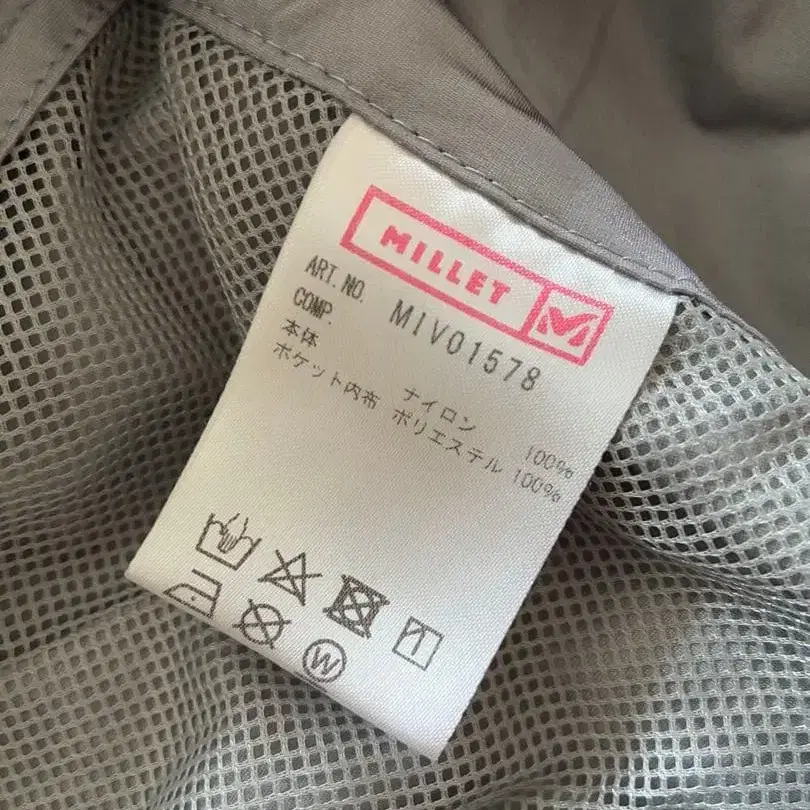 MILLET
ART. NO. MIV01578
COMP.
本体 ナイロン 100%
ポケット内布 ポリエステル 100%
W